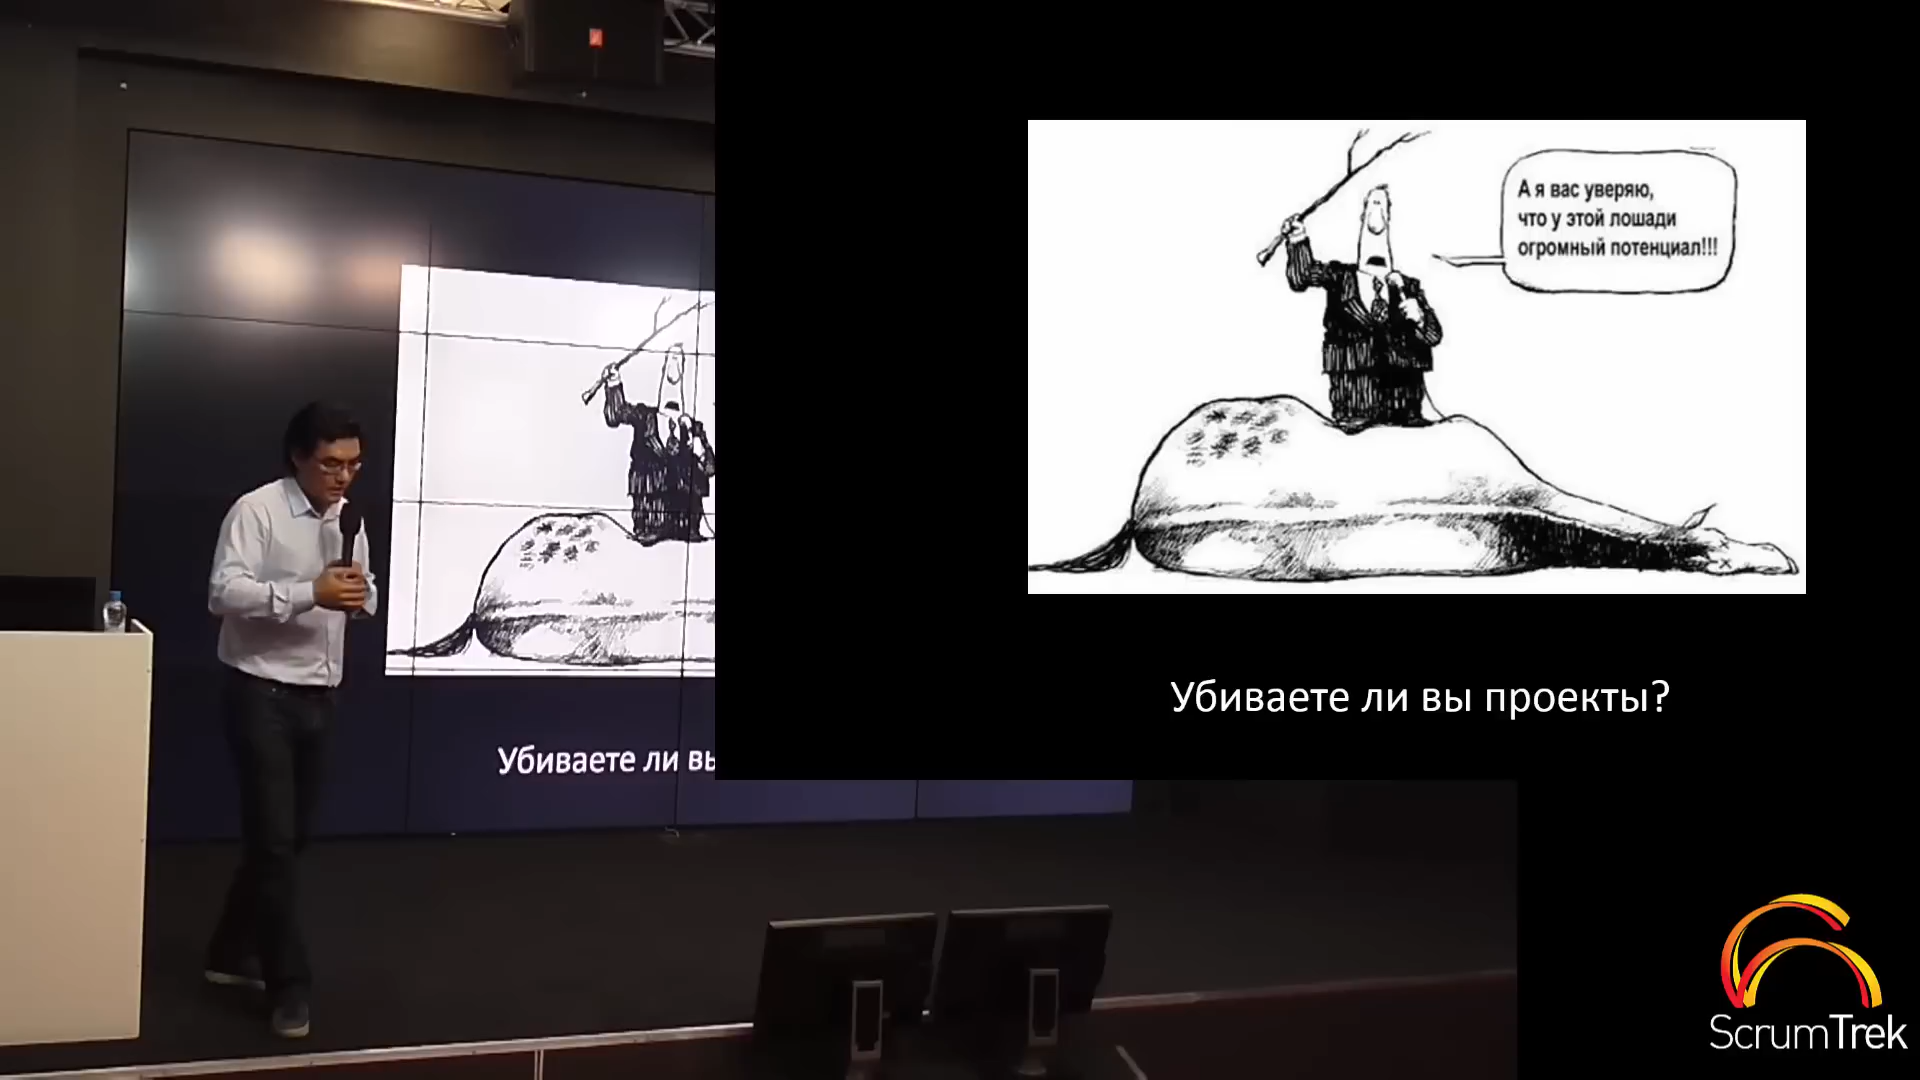 А я вас уверяю,
что у этой лошади
огромный потенциал!!!
Убиваете ли вы проекты?
Убиваете ли вы
ScrumTrek